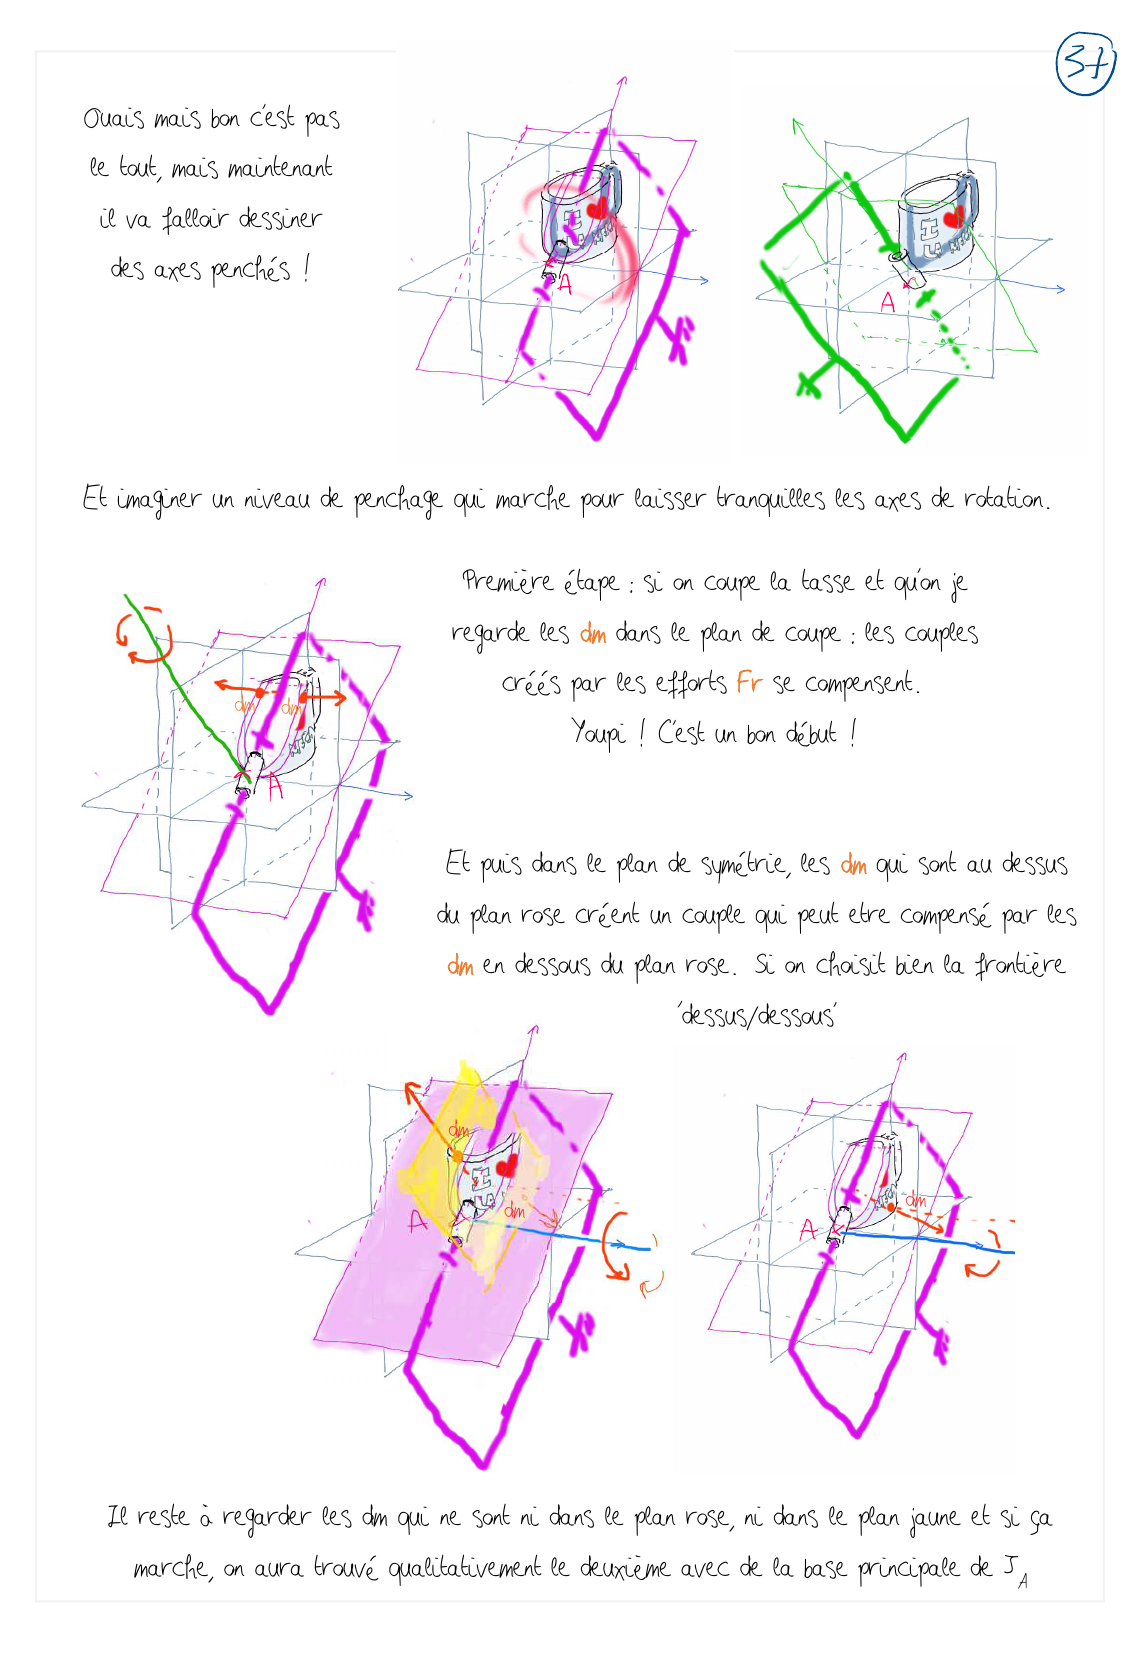 37
Ouais mais bon c'est pas
le tout, mais maintenant
il va falloir dessiner
des axes penchés !
A
A
Et imaginer un niveau de penchage qui marche pour laisser tranquilles les axes de rotation.
Première étape : si on coupe la tasse et qu'on je
regarde les dm dans le plan de coupe : les couples
créés par les efforts Fr se compensent.
Youpi ! C'est un bon début !
dm
dm
A
Et puis dans le plan de symétrie, les dm qui sont au dessus
du plan rose créent un couple qui peut etre compensé par les
dm en dessous du plan rose. Si on choisit bien la frontière
'dessus/dessous'
dm
dm
A
dm
A
Il reste à regarder les dm qui ne sont ni dans le plan rose, ni dans le plan jaune et si ça
marche, on aura trouvé qualitativement le deuxième avec de la base principale de J_A